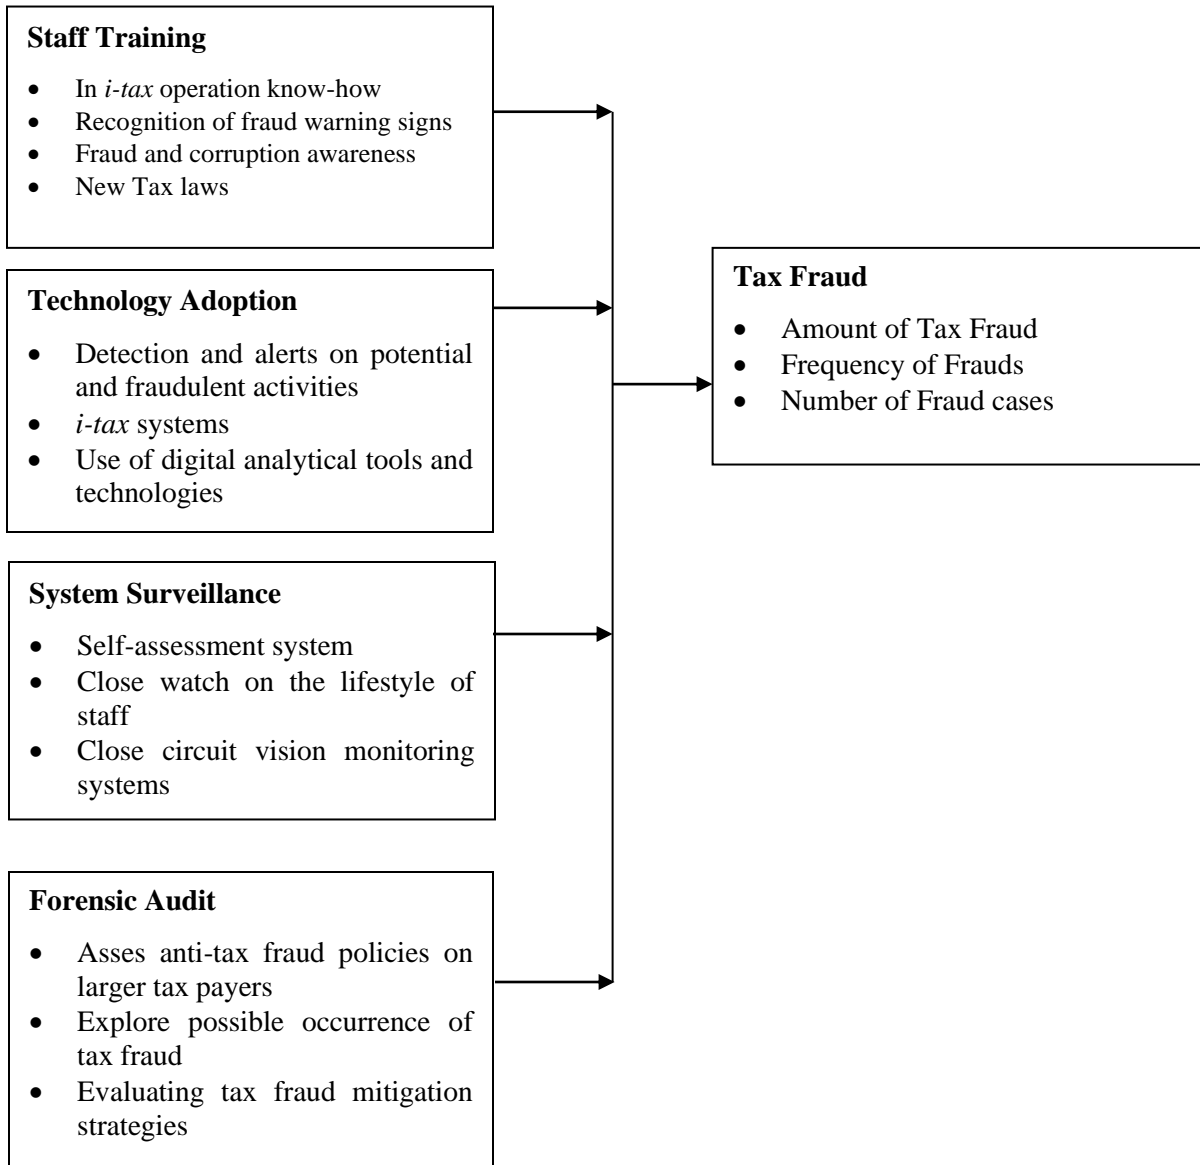 Staff Training
• In i-tax operation know-how
• Recognition of fraud warning signs
• Fraud and corruption awareness
• New Tax laws
Technology Adoption
• Detection and alerts on potential
and fraudulent activities
• i-tax systems
• Use of digital analytical tools and
technologies
System Surveillance
• Self-assessment system
• Close watch on the lifestyle of
staff
• Close circuit vision monitoring
systems
Forensic Audit
• Asses anti-tax fraud policies on
larger tax payers
• Explore possible occurrence of
tax fraud
• Evaluating tax fraud mitigation
strategies
Tax Fraud
• Amount of Tax Fraud
• Frequency of Frauds
• Number of Fraud cases